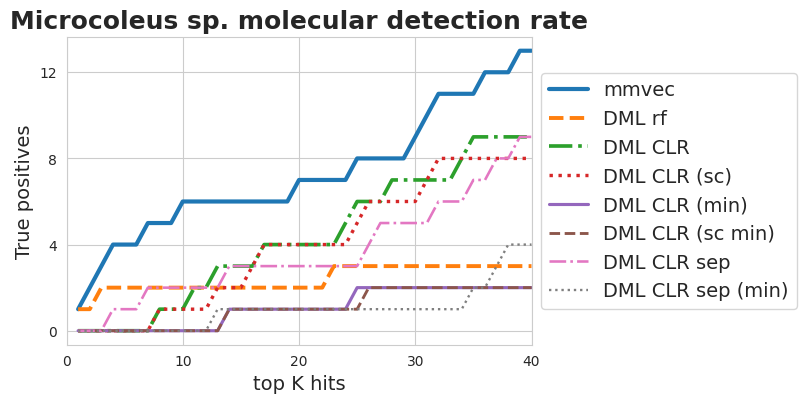 Microcoleus sp. molecular detection rate
True positives
12
8
4
0
0
10
20
30
40
top K hits
mmvec
DML rf
DML CLR
DML CLR (sc)
DML CLR (min)
DML CLR (sc min)
DML CLR sep
DML CLR sep (min)